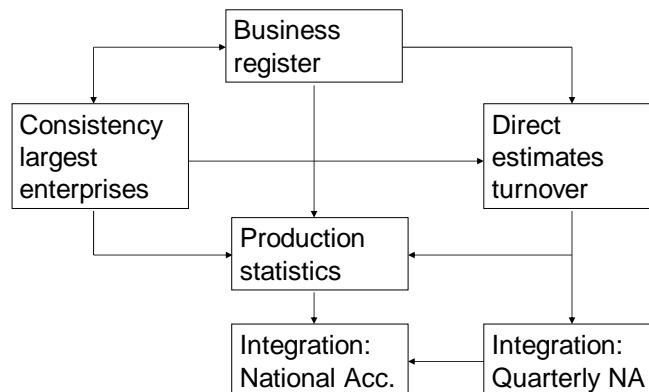 Business
register
Consistency
largest
enterprises
Direct
estimates
turnover
Production
statistics
Integration:
National Acc.
Integration:
Quarterly NA